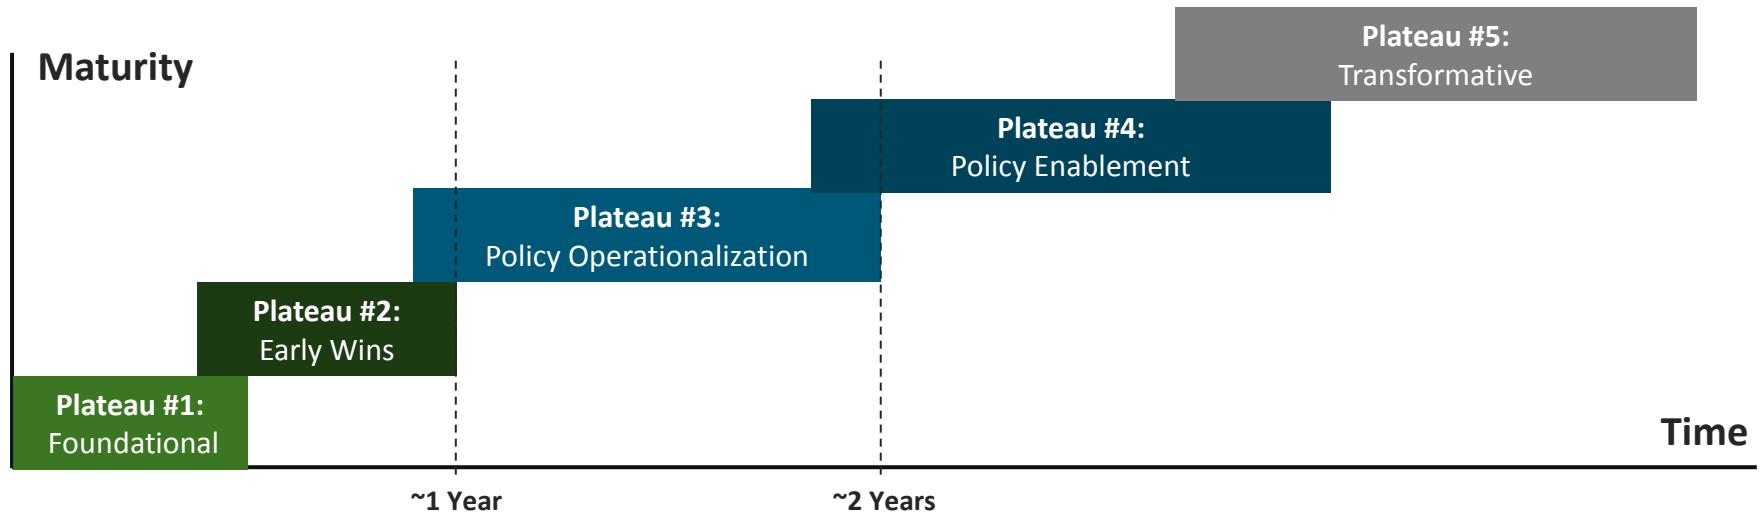 Maturity
Plateau #5:
Transformative
Plateau #4:
Policy Enablement
Plateau #3:
Policy Operationalization
Plateau #2:
Early Wins
Plateau #1:
Foundational
Time
~1 Year
~2 Years